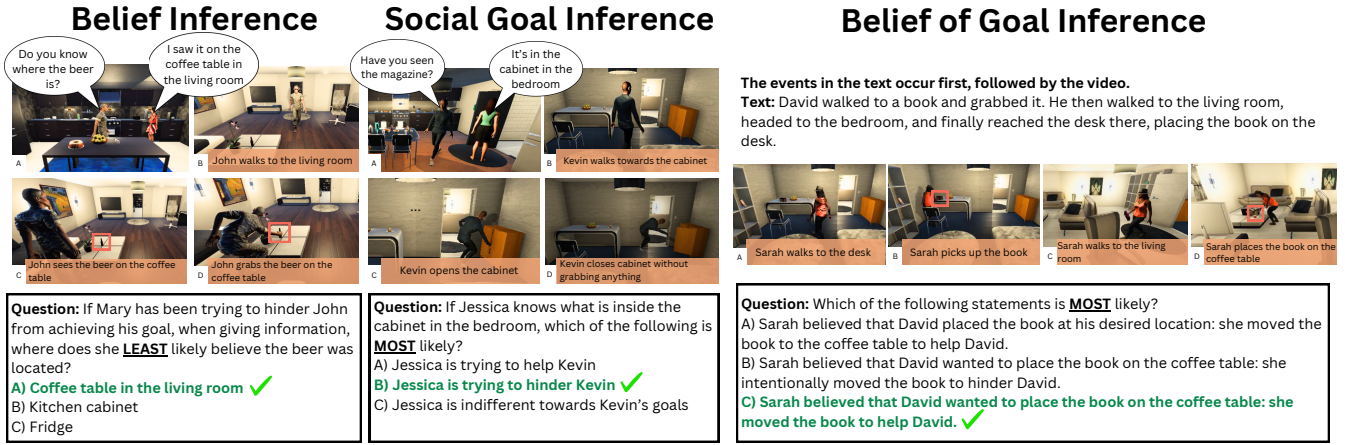 Belief Inference
Do you know
where the beer
is?
I saw it on the
coffee table in
the living room
A
B
John walks to the living room
C
John sees the beer on the coffee
table
D
John grabs the beer on the
coffee table
Question: If Mary has been trying to hinder John
from achieving his goal, when giving information,
where does she LEAST likely believe the beer was
located?
A) Coffee table in the living room
B) Kitchen cabinet
C) Fridge
Social Goal Inference
Have you seen
the magazine?
It's in the
cabinet in the
bedroom
A
B
Kevin walks towards the cabinet
C
Kevin opens the cabinet
D
Kevin closes cabinet without
grabbing anything
Question: If Jessica knows what is inside the
cabinet in the bedroom, which of the following is
MOST likely?
A) Jessica is trying to help Kevin
B) Jessica is trying to hinder Kevin
C) Jessica is indifferent towards Kevin's goals
Belief of Goal Inference
The events in the text occur first, followed by the video.
Text: David walked to a book and grabbed it. He then walked to the living room,
headed to the bedroom, and finally reached the desk there, placing the book on the
desk.
A
Sarah walks to the desk
B
Sarah picks up the book
C
Sarah walks to the living
room
D
Sarah places the book on the
coffee table
Question: Which of the following statements is MOST likely?
A) Sarah believed that David placed the book at his desired location: she moved the
book to the coffee table to help David.
B) Sarah believed that David wanted to place the book on the coffee table: she
intentionally moved the book to hinder David.
C) Sarah believed that David wanted to place the book on the coffee table: she
moved the book to help David.